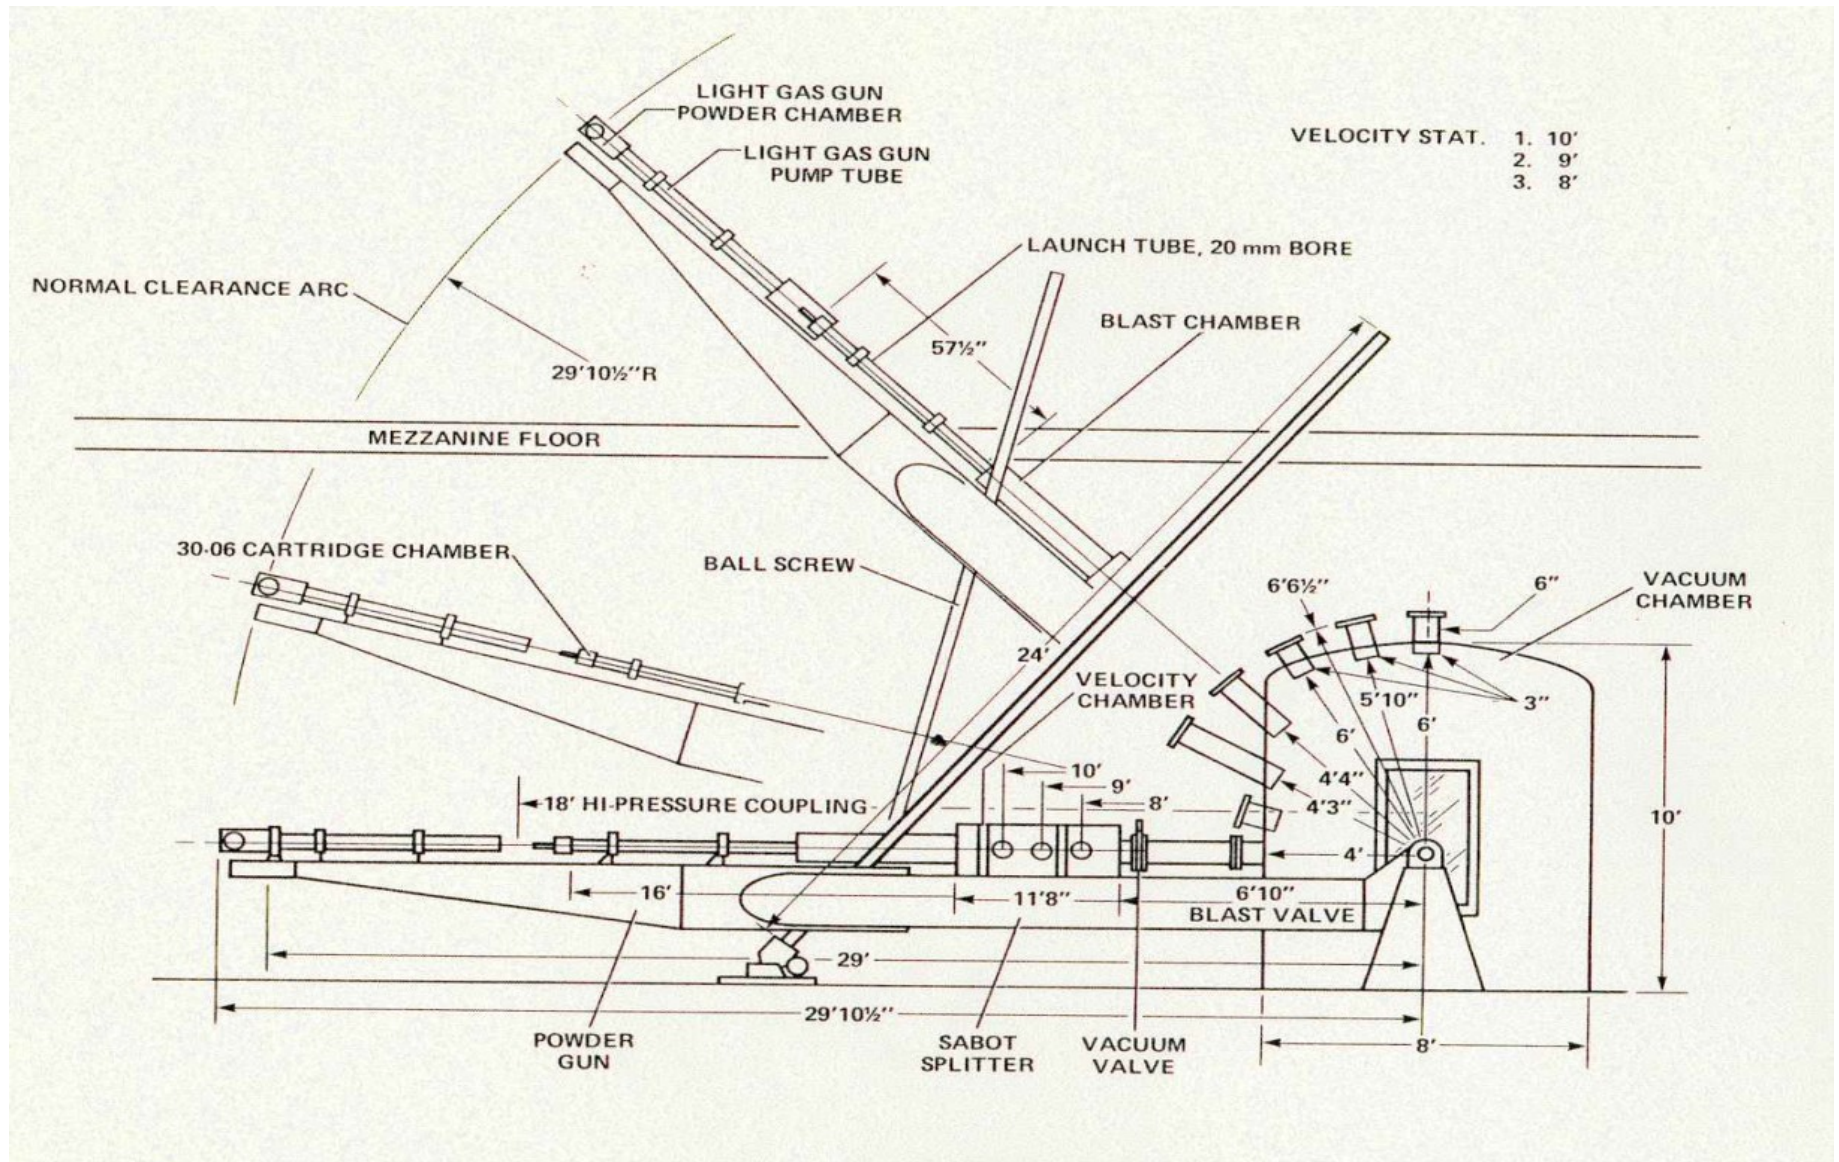 LIGHT GAS GUN
POWDER CHAMBER
LIGHT GAS GUN
PUMP TUBE
VELOCITY STAT. 1. 10'
2. 9'
3. 8'
LAUNCH TUBE, 20 mm BORE
NORMAL CLEARANCE ARC
BLAST CHAMBER
57½"
29'10½"R
MEZZANINE FLOOR
30-06 CARTRIDGE CHAMBER
BALL SCREW
6'6½"
6"
VACUUM
CHAMBER
24'
VELOCITY
CHAMBER
5'10"
3"
6'
6'
10'
4'4"
9'
18' HI-PRESSURE COUPLING
8'
4'3"
10'
4'
16'
11'8"
6'10"
BLAST VALVE
29'
29'10½"
POWDER
GUN
SABOT
SPLITTER
VACUUM
VALVE
8'